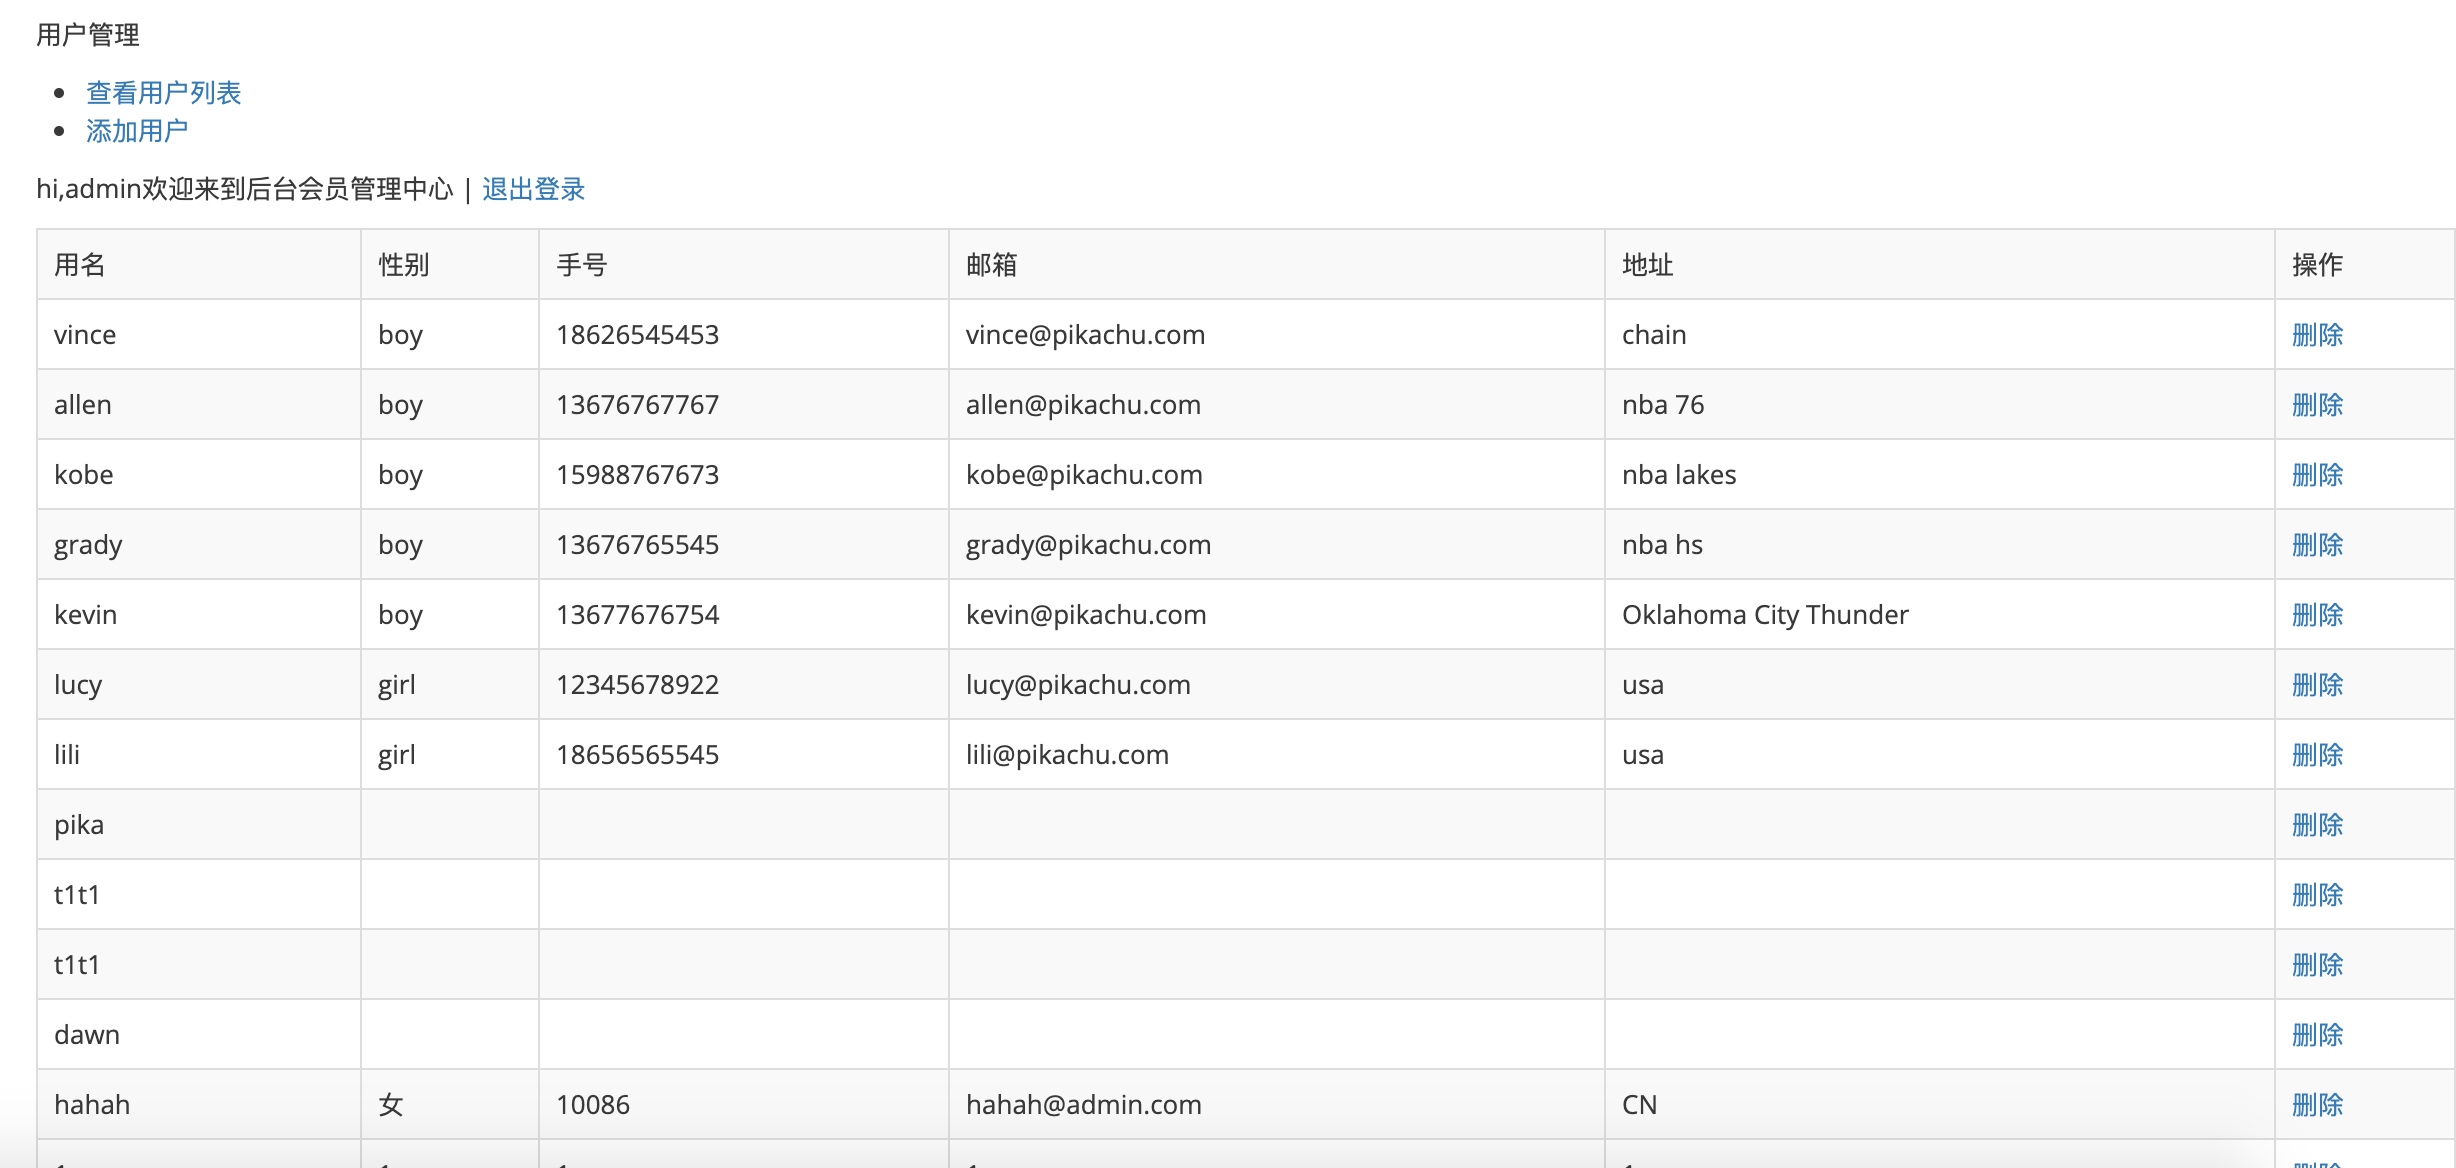 用户管理
查看用户列表
添加用户
hi,admin欢迎来到后台会员管理中心 | 退出登录
用名 性别 手号 邮箱 地址 操作
vince boy 18626545453 vince@pikachu.com chain 删除
allen boy 13676767767 allen@pikachu.com nba 76 删除
kobe boy 15988767673 kobe@pikachu.com nba lakes 删除
grady boy 13676765545 grady@pikachu.com nba hs 删除
kevin boy 13677676754 kevin@pikachu.com Oklahoma City Thunder 删除
lucy girl 12345678922 lucy@pikachu.com usa 删除
lili girl 18656565545 lili@pikachu.com usa 删除
pika 删除
t1t1 删除
t1t1 删除
dawn 删除
hahah 女 10086 hahah@admin.com CN 删除